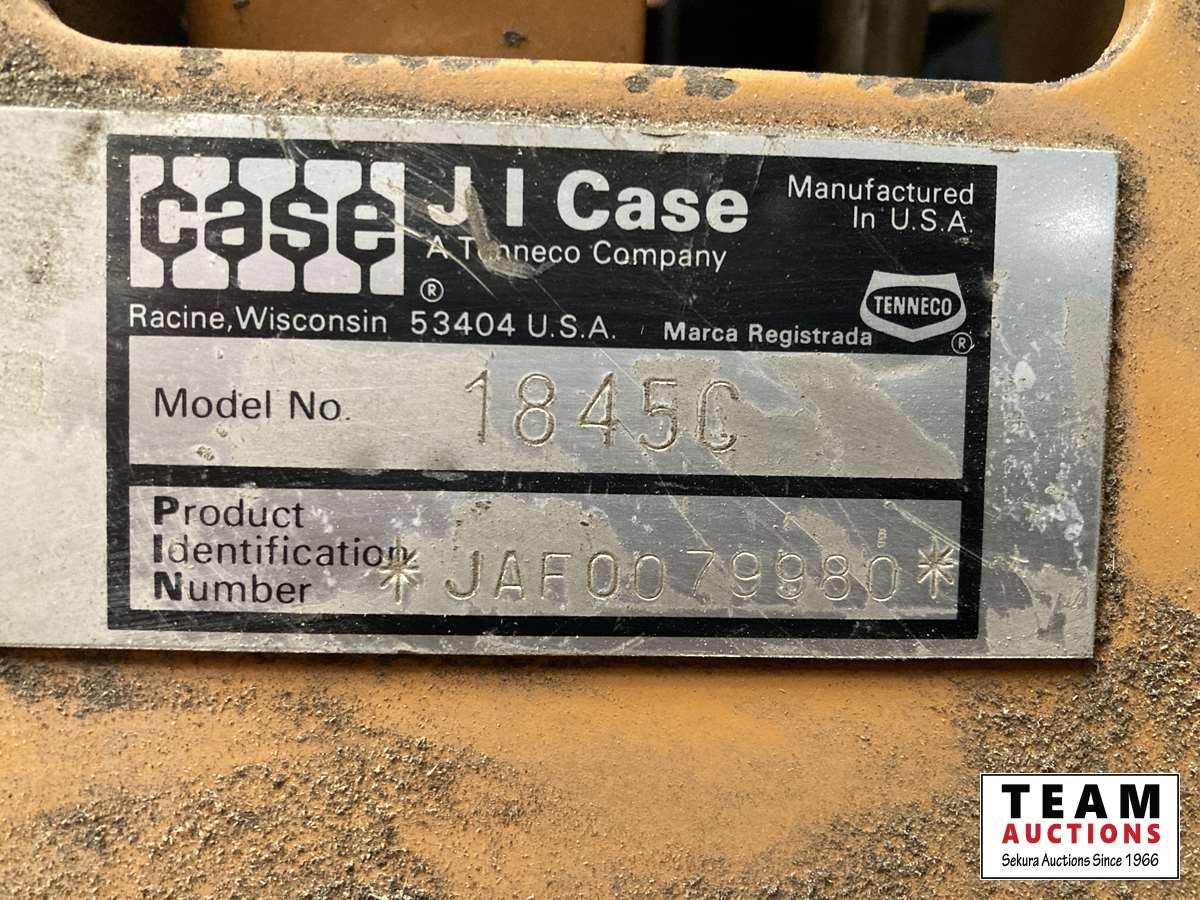 case
J I Case
A Tenneco Company
®
Manufactured
In U.S.A.
TENNECO
®
Racine, Wisconsin 53404 U.S.A.
Marca Registrada
Model No. 1845C
Product
Identification
Number *JAF0079980*
TEAM
AUCTIONS
Sekura Auctions Since 1966